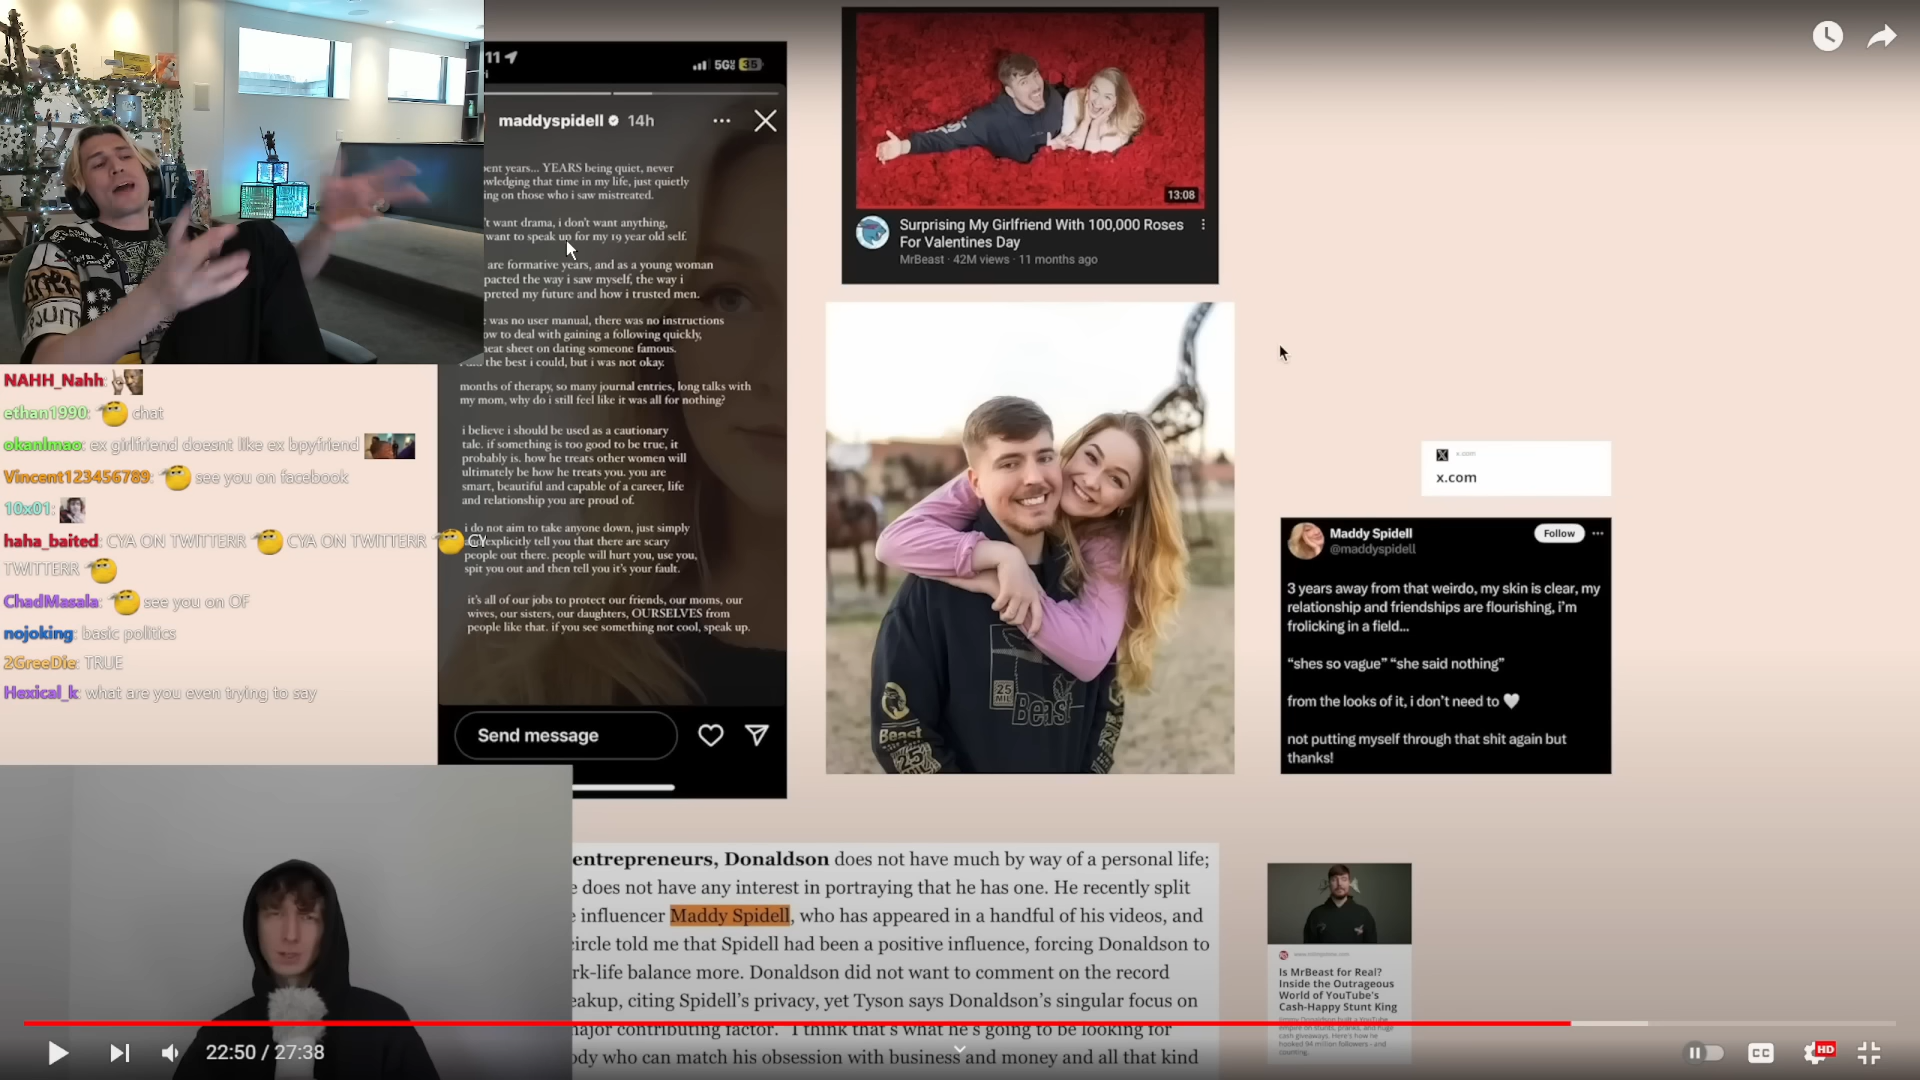 11
5G
35
maddyspidell 14h
ent years... YEARS being quiet, never
wledging that time in my life, just quietly
ing on those who i saw mistreated.
't want drama, i don't want anything,
want to speak up for my 19 year old self.
are formative years, and as a young woman
pacted the way i saw myself, the way i
preted my future and how i trusted men.
was no user manual, there was no instructions
ow to deal with gaining a following quickly,
heat sheet on dating someone famous.
the best i could, but i was not okay.
months of therapy, so many journal entries, long talks with
my mom, why do i still feel like it was all for nothing?
i believe i should be used as a cautionary
tale. if something is too good to be true, it
probably is. how he treats other women will
ultimately be how he treats you. you are
smart, beautiful and capable of a career, life
and relationship you are proud of.
i do not aim to take anyone down, just simply
and explicitly tell you that there are scary
people out there. people will hurt you, use you,
spit you out and then tell you it's your fault.
it's all of our jobs to protect our friends, our moms, our
wives, our sisters, our daughters, OURSELVES from
people like that. if you see something not cool, speak up.
Send message
NAHH_Nahh:
ethan1990: chat
okanlmao: ex girlfriend doesnt like ex bpyfriend
Vincent123456789: see you on facebook
10x01:
haha_baited: CYA ON TWITTERR CYA ON TWITTERR CY
TWITTERR
ChadMasala: see you on OF
nojoking: basic politics
2GreeDie: TRUE
Hexical_k: what are you even trying to say
13:08
Surprising My Girlfriend With 100,000 Roses
For Valentines Day
MrBeast · 42M views · 11 months ago
25
MIL
Beast
Beast
25
x.com
x.com
Maddy Spidell
@maddyspidell
Follow
3 years away from that weirdo, my skin is clear, my
relationship and friendships are flourishing, i'm
frolicking in a field...
“shes so vague” “she said nothing”
from the looks of it, i don't need to
not putting myself through that shit again but
thanks!
entrepreneurs, Donaldson does not have much by way of a personal life;
e does not have any interest in portraying that he has one. He recently split
e influencer Maddy Spidell, who has appeared in a handful of his videos, and
circle told me that Spidell had been a positive influence, forcing Donaldson to
rk-life balance more. Donaldson did not want to comment on the record
eakup, citing Spidell's privacy, yet Tyson says Donaldson's singular focus on
major contributing factor. “I think that's what he's going to be looking for
ody who can match his obsession with business and money and all that kind
Is MrBeast for Real?
Inside the Outrageous
World of YouTube's
Cash-Happy Stunt King
22:50 / 27:38
CC
HD